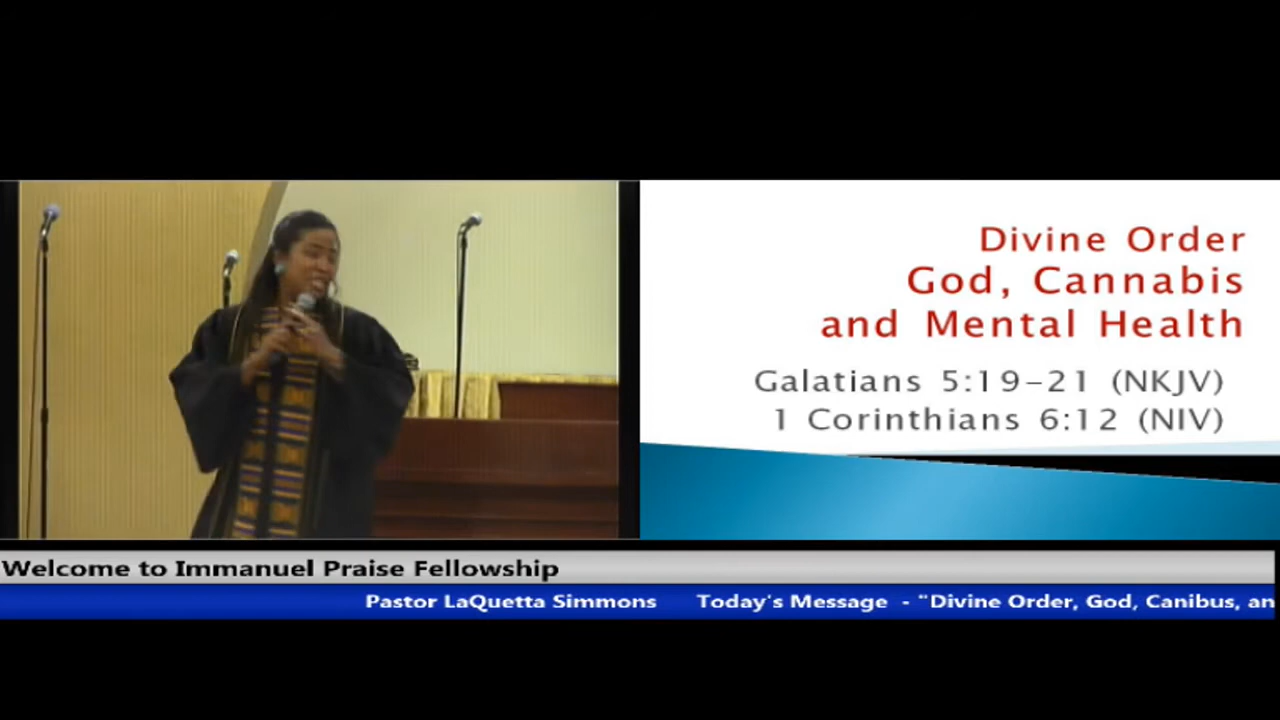 Divine Order
God, Cannabis
and Mental Health
Galatians 5:19-21 (NKJV)
1 Corinthians 6:12 (NIV)
Welcome to Immanuel Praise Fellowship
Pastor LaQuetta Simmons Today's Message - "Divine Order, God, Canibus, an